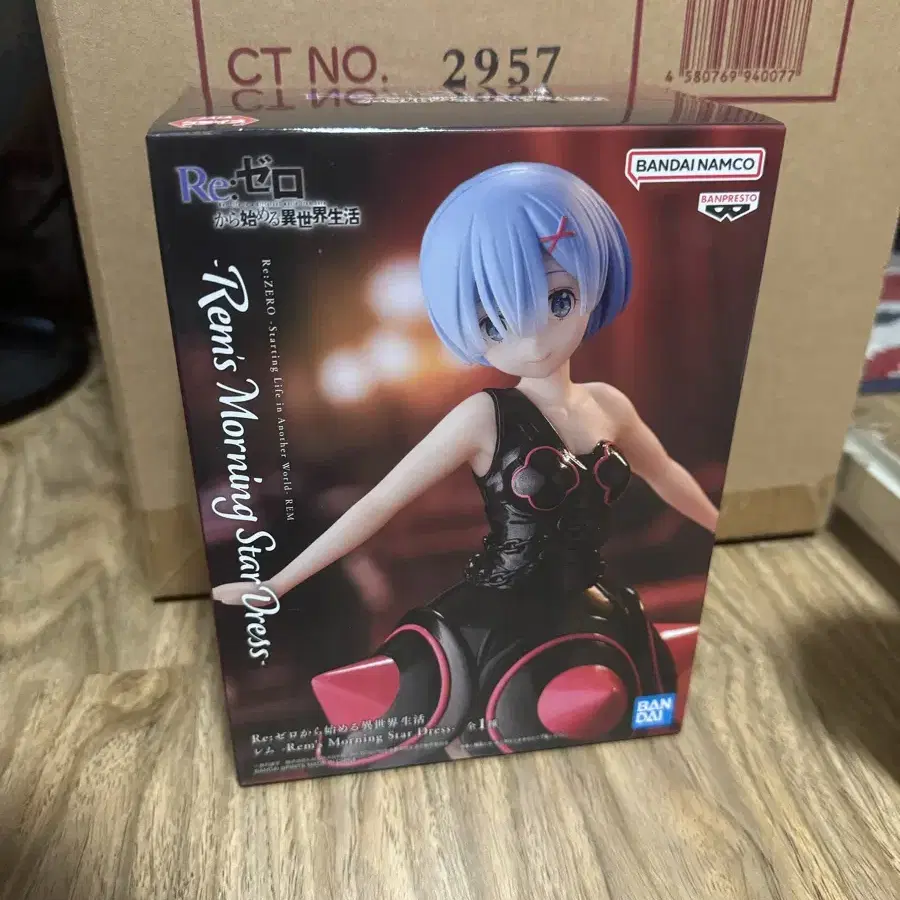 CT NO. 2957
4 580769 940077
Re:ゼロ
から始める異世界生活
BANDAI NAMCO
BANPRESTO
Re:ZERO -Starting Life in Another World- REM
-Rem's Morning Star Dress-
BAN
DAI
Re:ゼロから始める異世界生活
レム -Rem's Morning Star Dress- 全1種